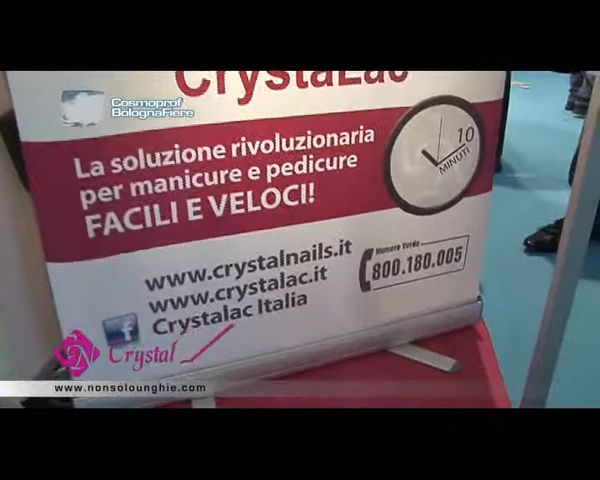 CrystaLac
Cosmoprof
BolognaFiere
La soluzione rivoluzionaria
per manicure e pedicure
FACILI E VELOCI!
10
MINUTI
www.crystalnails.it
www.crystalac.it
Crystalac Italia
Numero Verde
800.180.005
f
Crystal
www.nonsolounghie.com